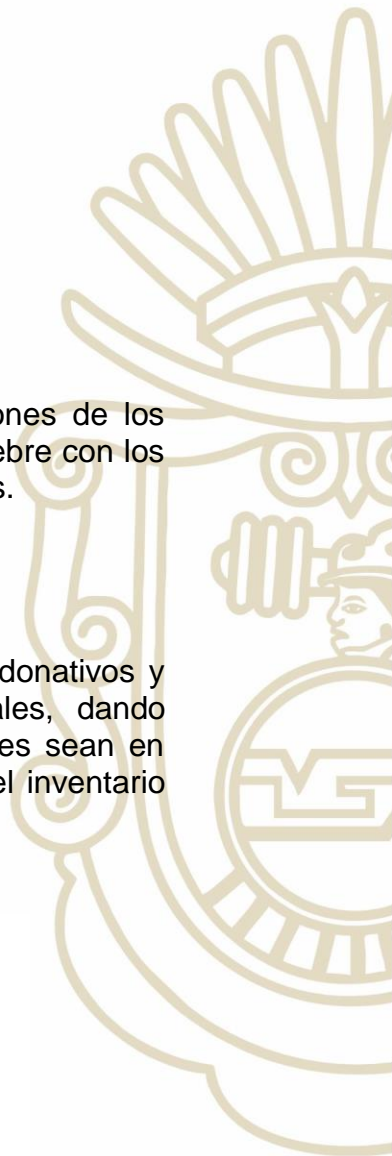 ones de los
ebre con los
s.
donativos y
ales, dando
es sean en
el inventario